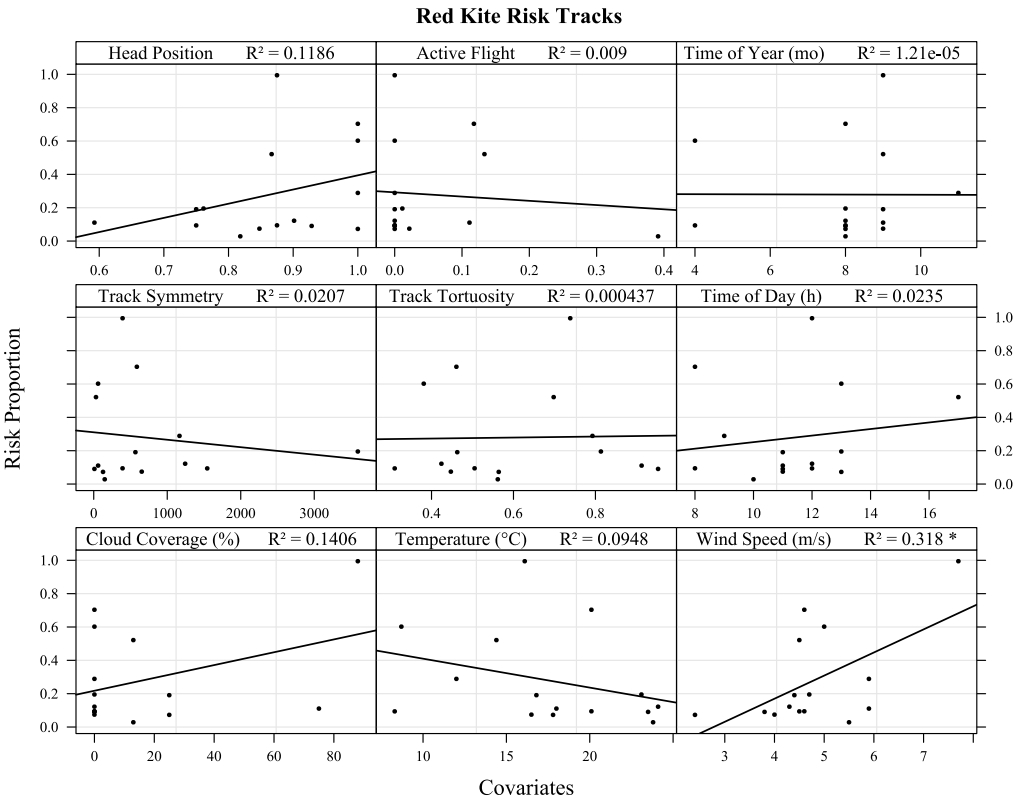 Red Kite Risk Tracks
Head Position R² = 0.1186 Active Flight R² = 0.009 Time of Year (mo) R² = 1.21e-05
1.0
0.8
0.6
0.4
0.2
0.0
0.6 0.7 0.8 0.9 1.0 0.0 0.1 0.2 0.3 0.4 4 6 8 10
Track Symmetry R² = 0.0207 Track Tortuosity R² = 0.000437 Time of Day (h) R² = 0.0235
1.0
0.8
0.6
0.4
0.2
0.0
Risk Proportion
0 1000 2000 3000 0.4 0.6 0.8 8 10 12 14 16
Cloud Coverage (%) R² = 0.1406 Temperature (°C) R² = 0.0948 Wind Speed (m/s) R² = 0.318 *
1.0
0.8
0.6
0.4
0.2
0.0
0 20 40 60 80 10 15 20 3 4 5 6 7
Covariates